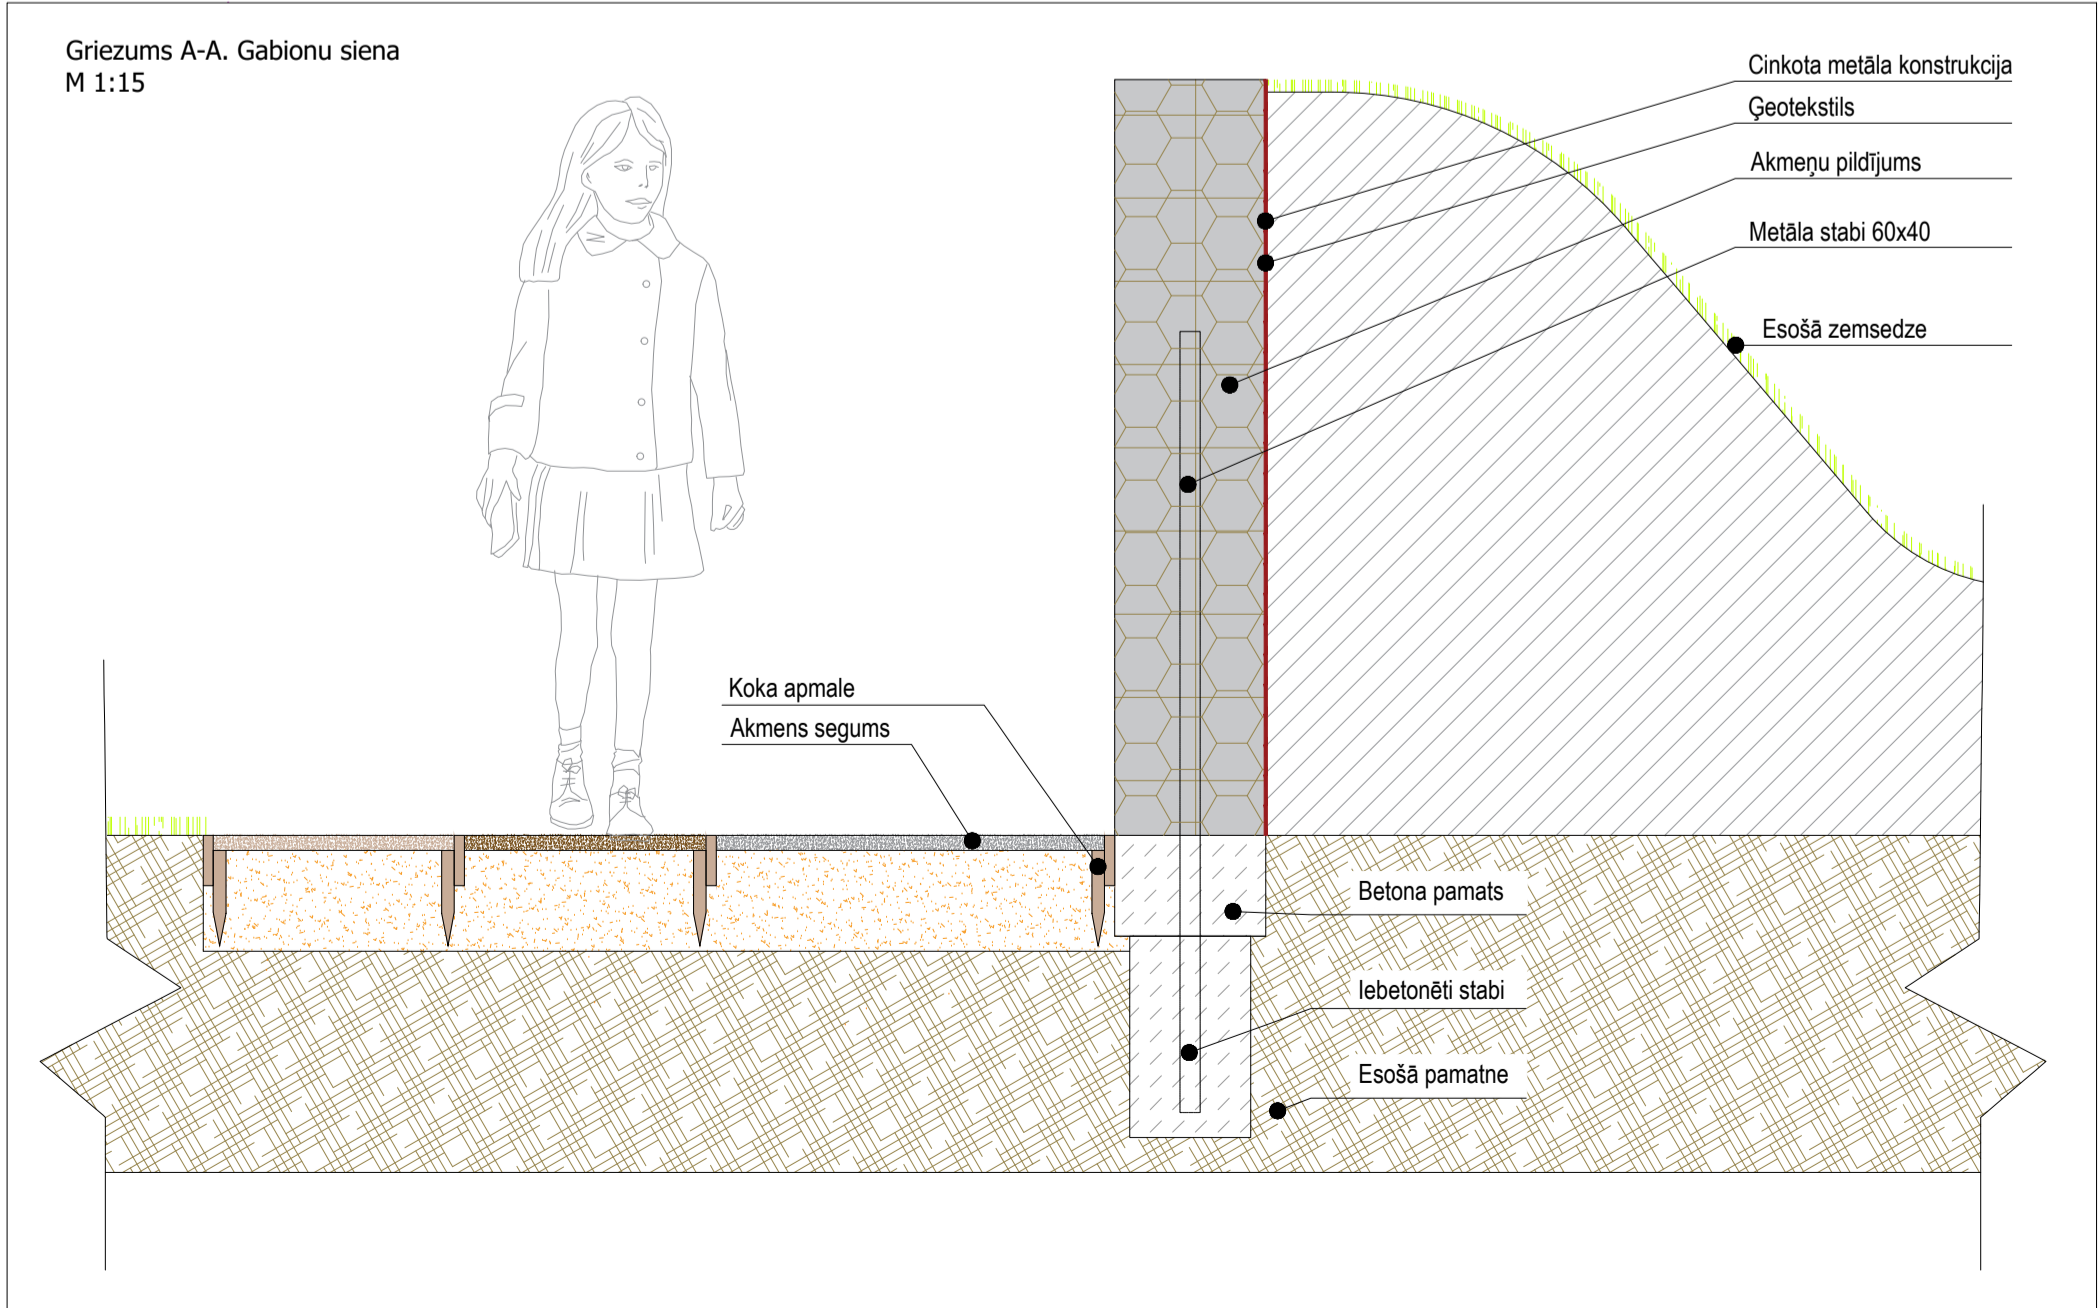 Griezums A-A. Gabionu siena
M 1:15
Cinkota metāla konstrukcija
Ģeotekstils
Akmeņu pildījums
Metāla stabi 60x40
Esošā zemsedze
Koka apmale
Akmens segums
Betona pamats
Iebetonēti stabi
Esošā pamatne